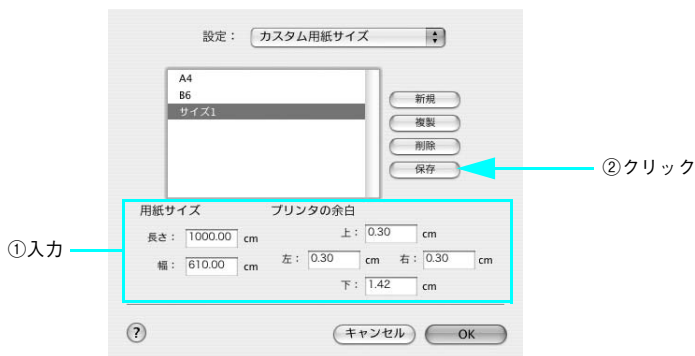 設定： カスタム用紙サイズ
A4
B6
サイズ1
新規
複製
削除
保存
②クリック
用紙サイズ
プリンタの余白
①入力
長さ： 1000.00 cm
幅： 610.00 cm
上： 0.30 cm
左： 0.30 cm 右： 0.30 cm
下： 1.42 cm
?
キャンセル
OK